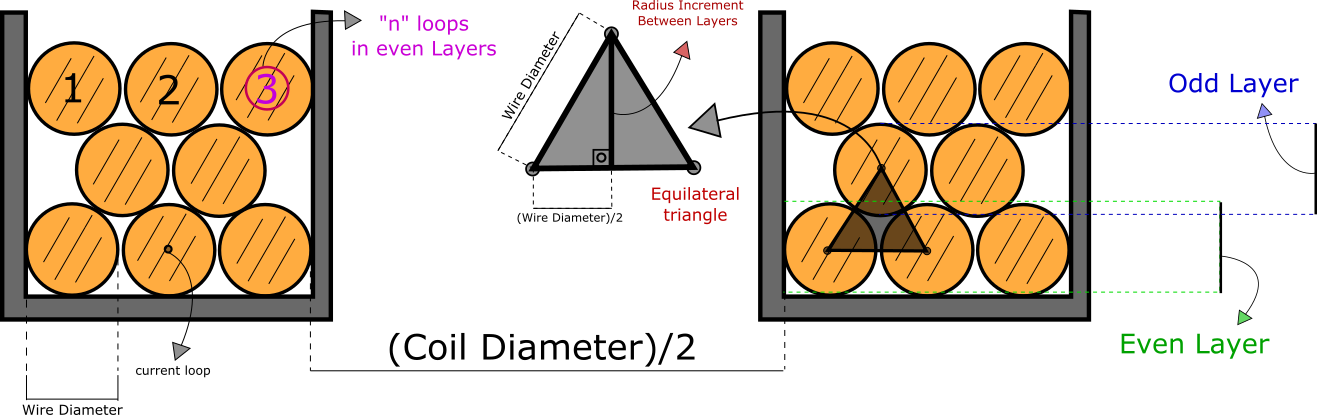 "n" loops
in even Layers
1 2 3
Radius Increment
Between Layers
Wire Diameter
(Wire Diameter)/2
Equilateral
triangle
Odd Layer
Even Layer
(Coil Diameter)/2
current loop
Wire Diameter